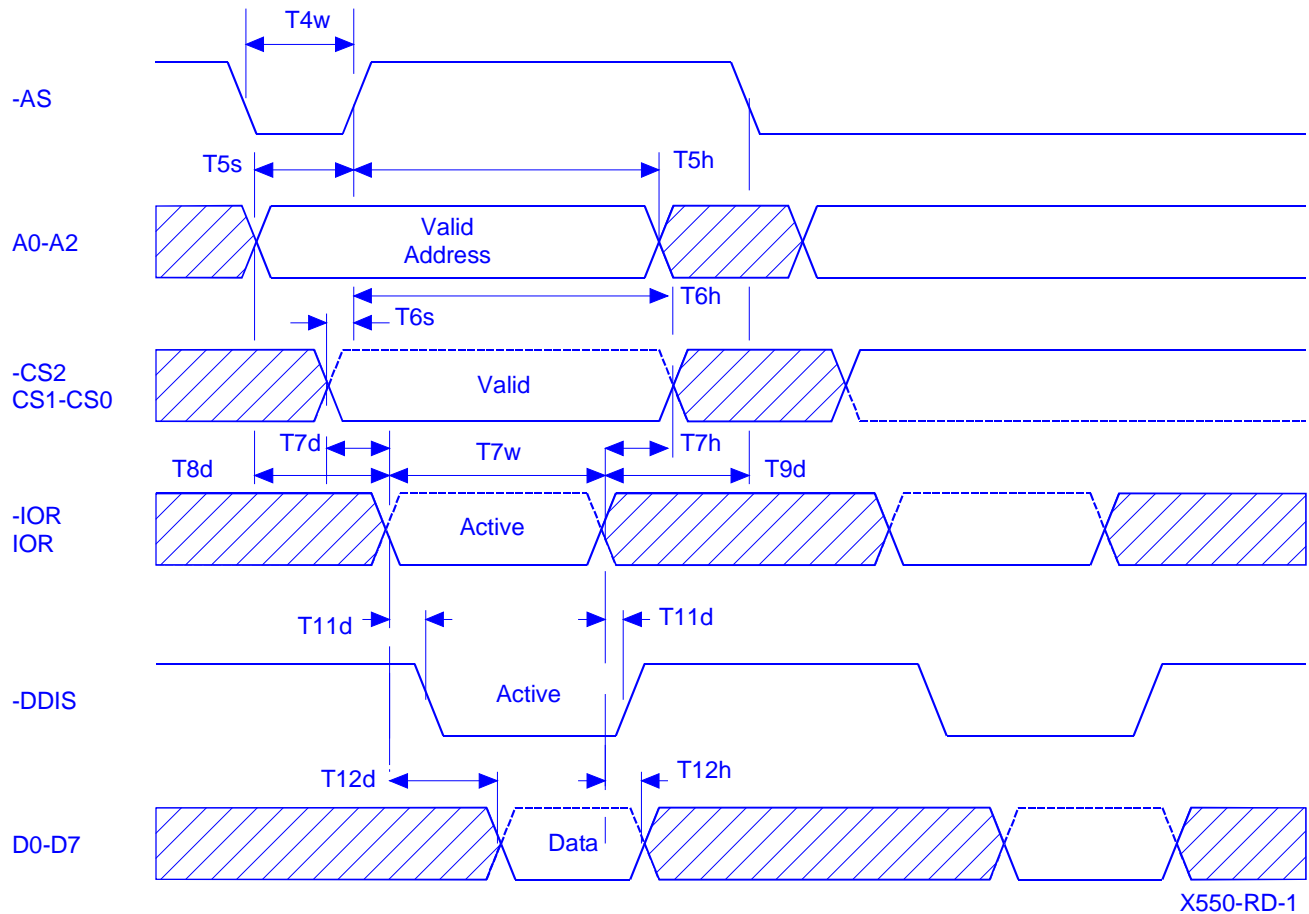 T4w
-AS
T5s
T5h
A0-A2
Valid
Address
T6h
T6s
-CS2
CS1-CS0
Valid
T7d
T7w
T7h
T8d
T9d
-IOR
IOR
Active
T11d
T11d
-DDIS
Active
T12d
T12h
D0-D7
Data
X550-RD-1